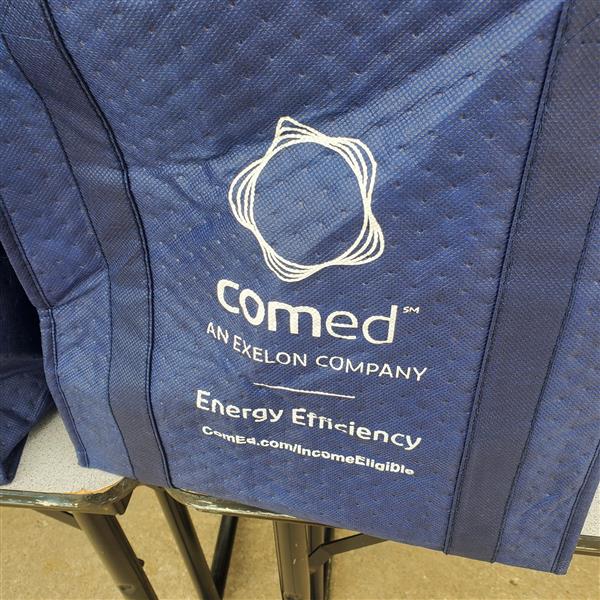 comed℠
AN EXELON COMPANY
Energy Efficiency
ComEd.com/IncomeEligible